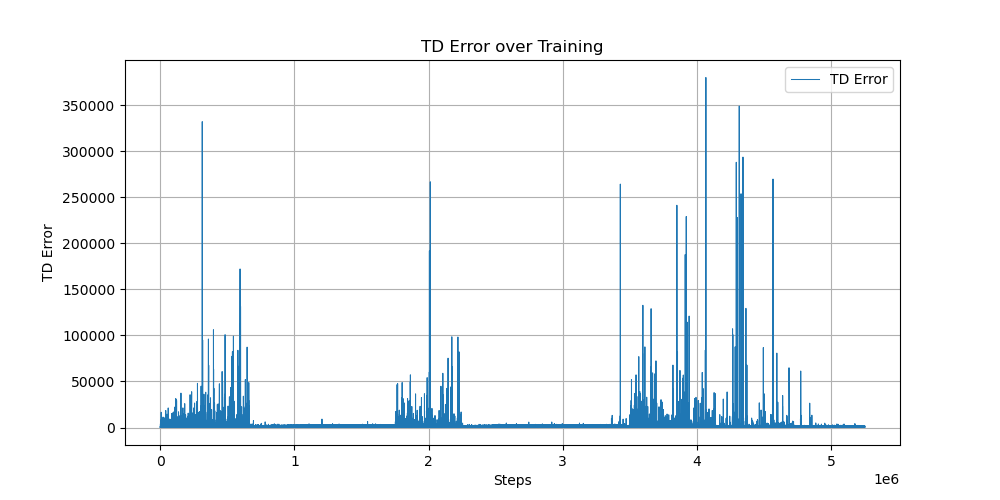 TD Error over Training
TD Error
350000
300000
250000
200000
150000
100000
50000
0
TD Error
0 1 2 3 4 5
1e6
Steps